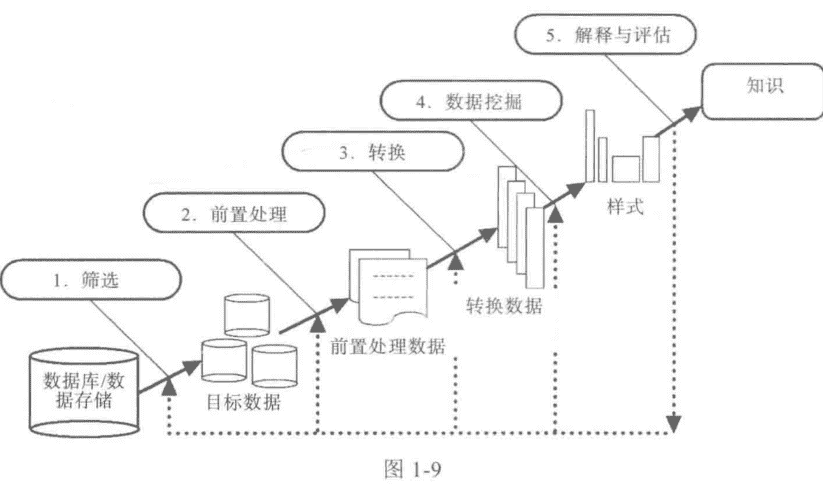 5. 解释与评估
知识
4. 数据挖掘
3. 转换
样式
2. 前置处理
转换数据
1. 筛选
前置处理数据
数据库/数
据存储
目标数据
图 1-9